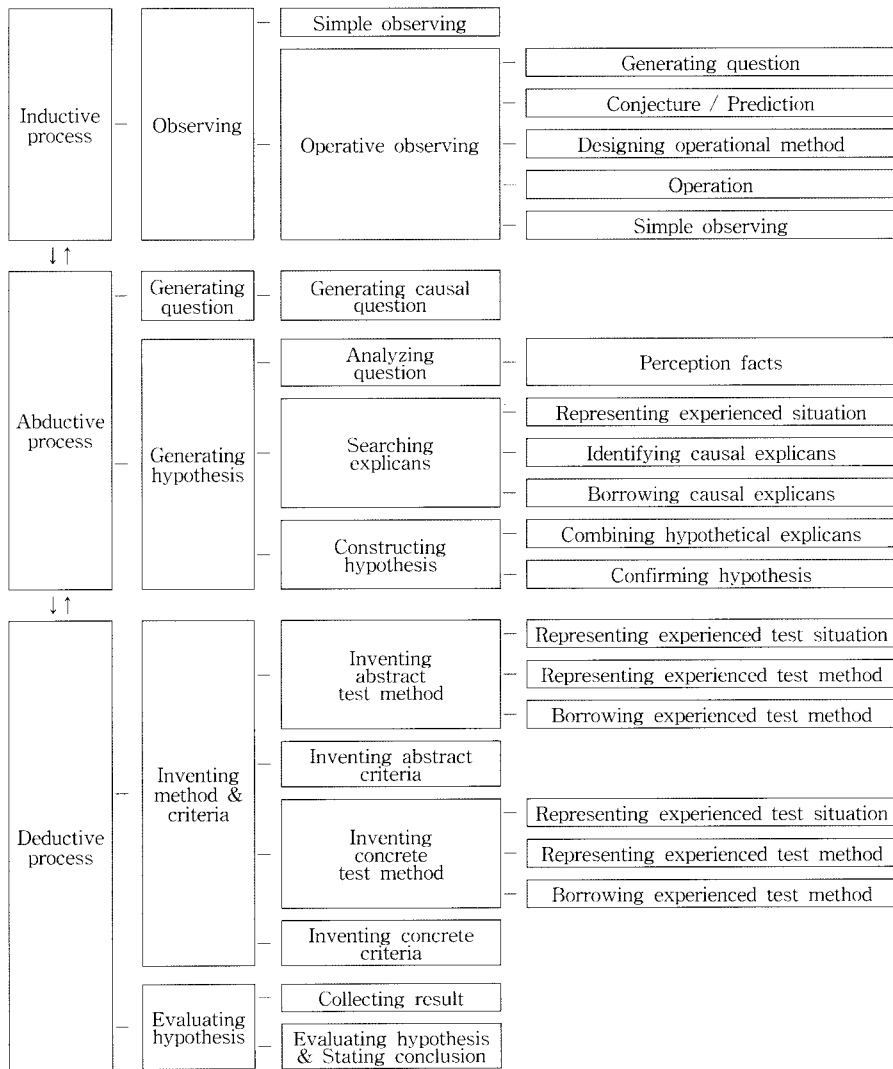 Simple observing
Inductive
process
Observing
Operative observing
Generating question
Conjecture / Prediction
Designing operational method
Operation
Simple observing
↓↑
Abductive
process
Generating
question
Generating causal
question
Generating
hypothesis
Analyzing
question
Perception facts
Searching
explicans
Representing experienced situation
Identifying causal explicans
Borrowing causal explicans
Constructing
hypothesis
Combining hypothetical explicans
Confirming hypothesis
↓↑
Deductive
process
Inventing
method &
criteria
Inventing
abstract
test method
Representing experienced test situation
Representing experienced test method
Borrowing experienced test method
Inventing abstract
criteria
Inventing
concrete
test method
Representing experienced test situation
Representing experienced test method
Borrowing experienced test method
Inventing concrete
criteria
Evaluating
hypothesis
Collecting result
Evaluating hypothesis
& Stating conclusion